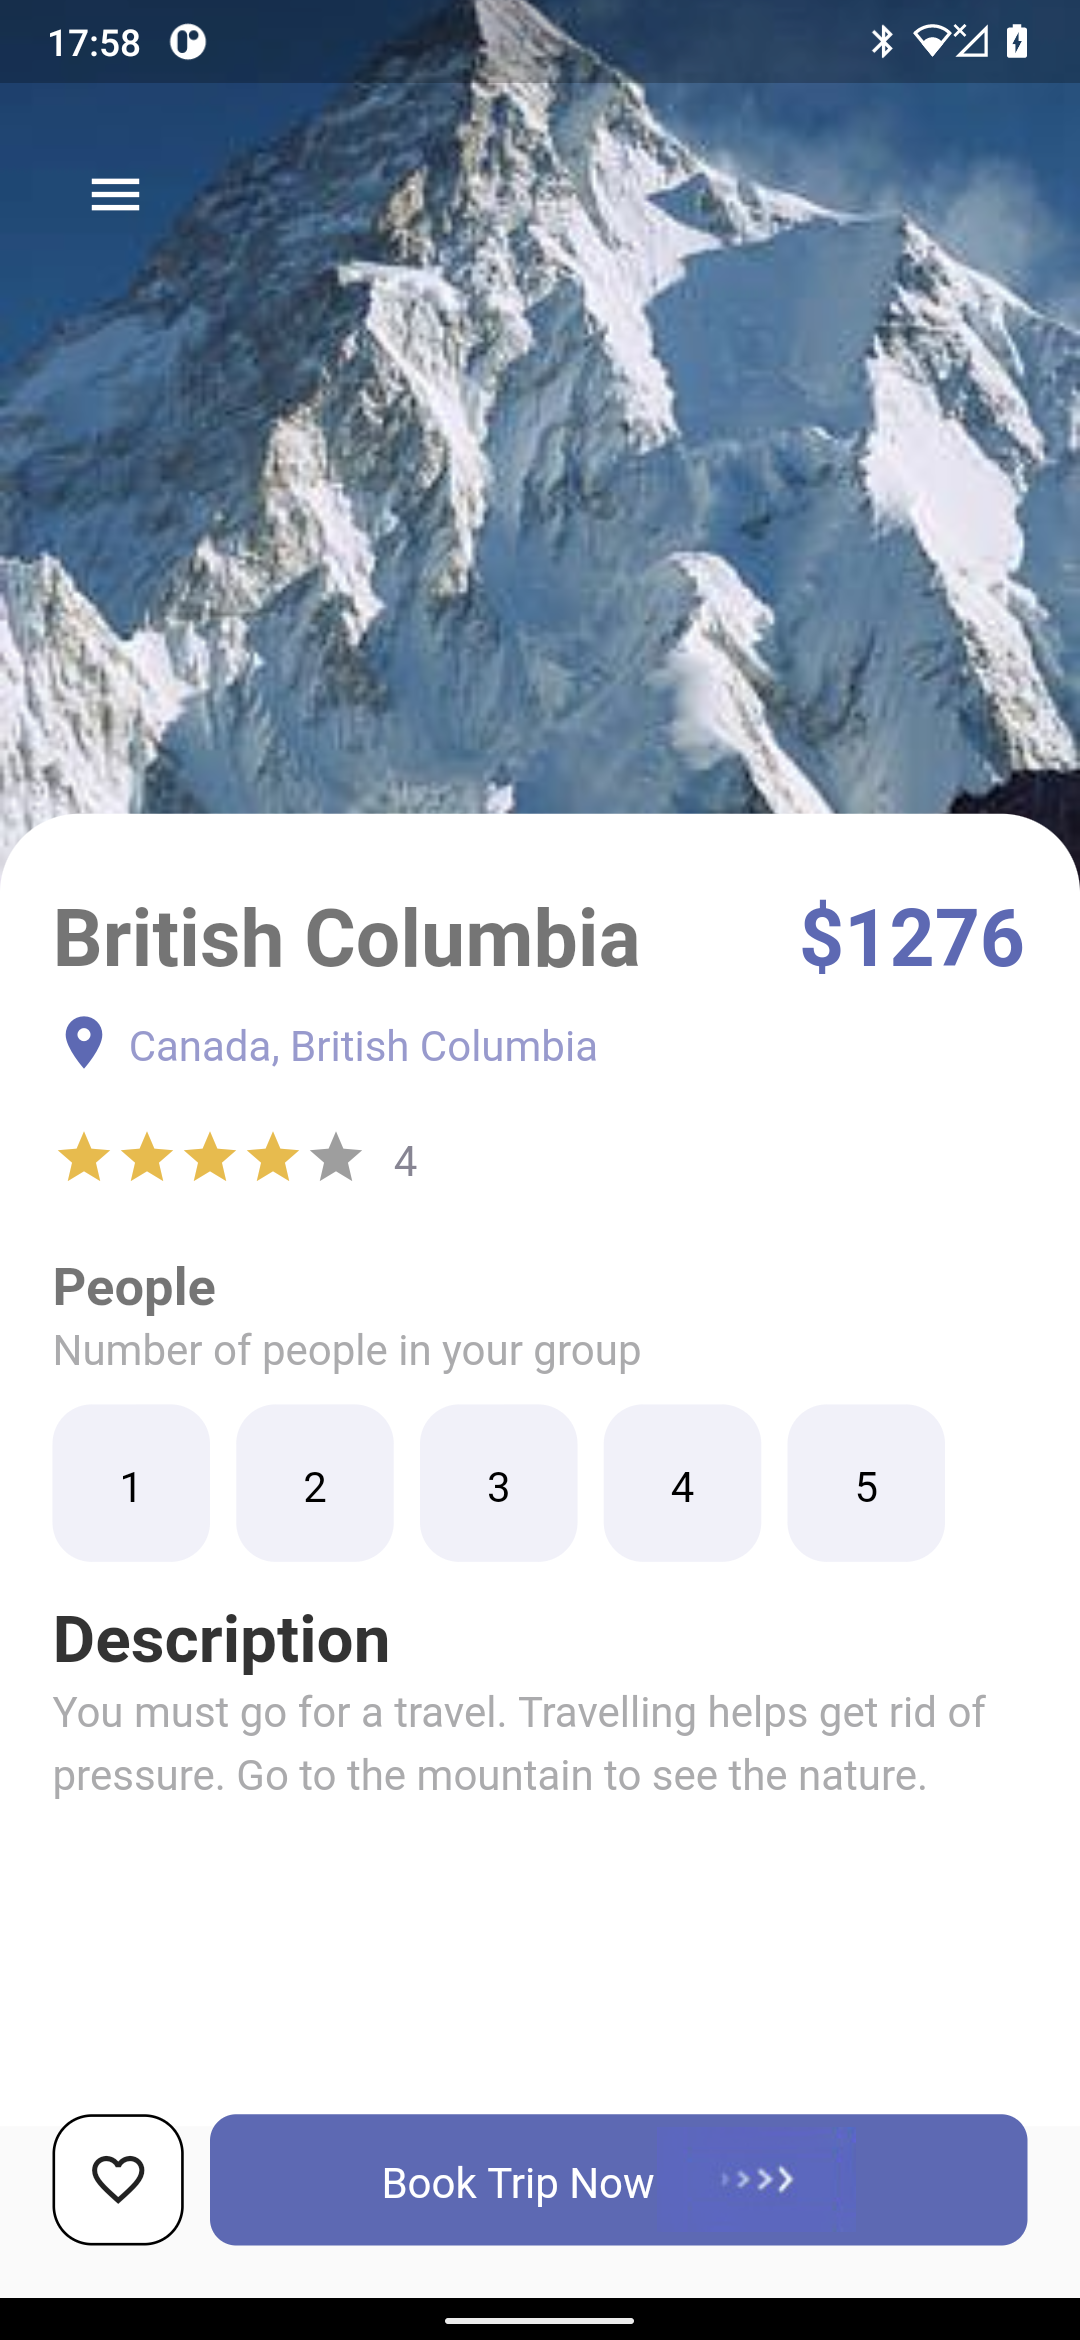 17:58
British Columbia $1276
Canada, British Columbia
4
People
Number of people in your group
1 2 3 4 5
Description
You must go for a travel. Travelling helps get rid of
pressure. Go to the mountain to see the nature.
Book Trip Now